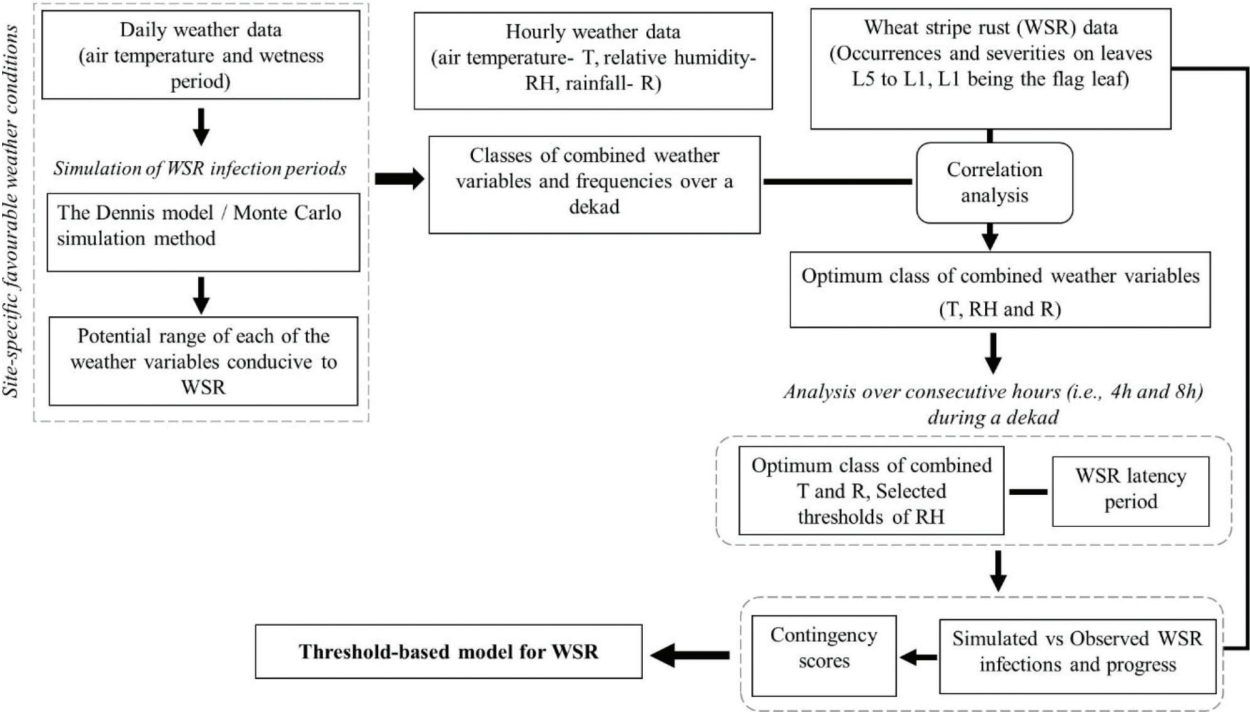 Site-specific favourable weather conditions
Daily weather data
(air temperature and wetness
period)
Simulation of WSR infection periods
The Dennis model / Monte Carlo
simulation method
Potential range of each of the
weather variables conducive to
WSR
Hourly weather data
(air temperature- T, relative humidity-
RH, rainfall- R)
Classes of combined weather
variables and frequencies over a
dekad
Wheat stripe rust (WSR) data
(Occurrences and severities on leaves
L5 to L1, L1 being the flag leaf)
Correlation
analysis
Optimum class of combined weather variables
(T, RH and R)
Analysis over consecutive hours (i.e., 4h and 8h)
during a dekad
Optimum class of combined
T and R, Selected
thresholds of RH
WSR latency
period
Simulated vs Observed WSR
infections and progress
Contingency
scores
Threshold-based model for WSR